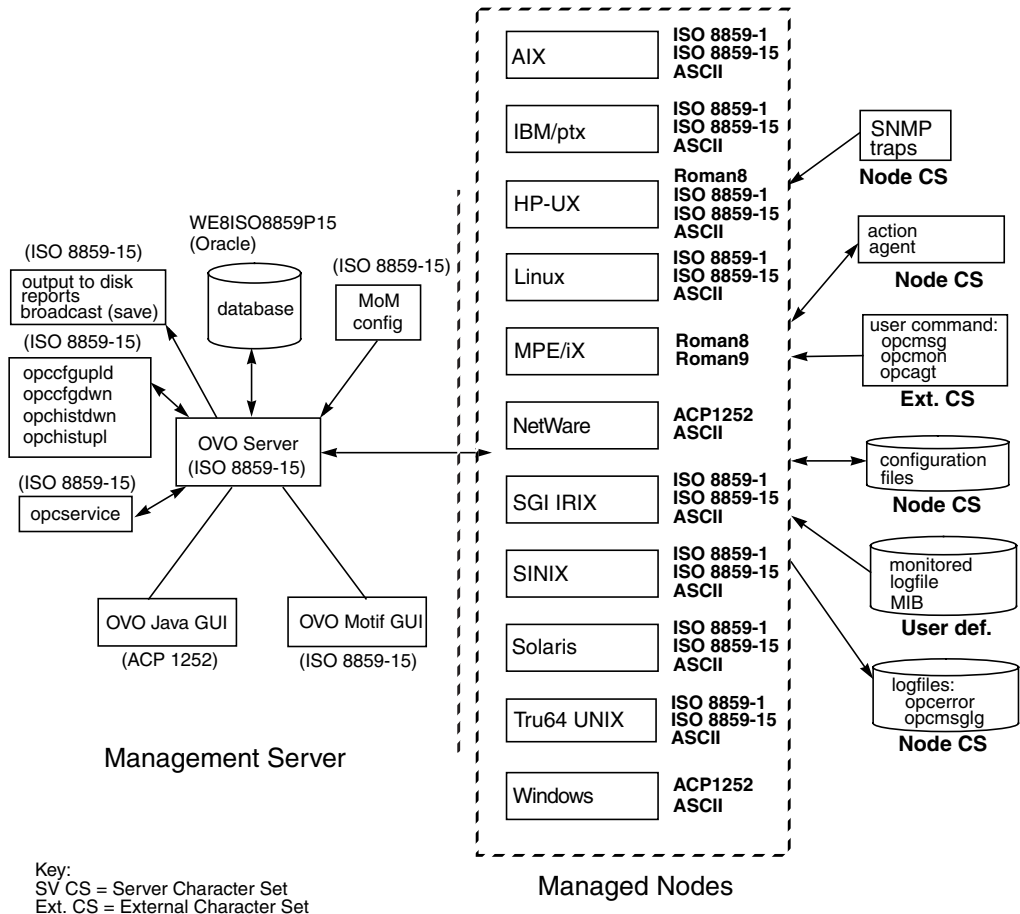 WE8ISO8859P15
(Oracle)
database
(ISO 8859-15)
output to disk
reports
broadcast (save)
(ISO 8859-15)
opccfgupld
opccfgdwn
opchistdwn
opchistupl
(ISO 8859-15)
opcservice
(ISO 8859-15)
MoM
config
OVO Server
(ISO 8859-15)
OVO Java GUI
(ACP 1252)
OVO Motif GUI
(ISO 8859-15)
Management Server
AIX
ISO 8859-1
ISO 8859-15
ASCII
IBM/ptx
ISO 8859-1
ISO 8859-15
ASCII
HP-UX
Roman8
ISO 8859-1
ISO 8859-15
ASCII
Linux
ISO 8859-1
ISO 8859-15
ASCII
MPE/iX
Roman8
Roman9
NetWare
ACP1252
ASCII
SGI IRIX
ISO 8859-1
ISO 8859-15
ASCII
SINIX
ISO 8859-1
ISO 8859-15
ASCII
Solaris
ISO 8859-1
ISO 8859-15
ASCII
Tru64 UNIX
ISO 8859-1
ISO 8859-15
ASCII
Windows
ACP1252
ASCII
Managed Nodes
SNMP
traps
Node CS
action
agent
Node CS
user command:
opcmsg
opcmon
opcagt
Ext. CS
configuration
files
Node CS
monitored
logfile
MIB
User def.
logfiles:
opcerror
opcmsglg
Node CS
Key:
SV CS = Server Character Set
Ext. CS = External Character Set